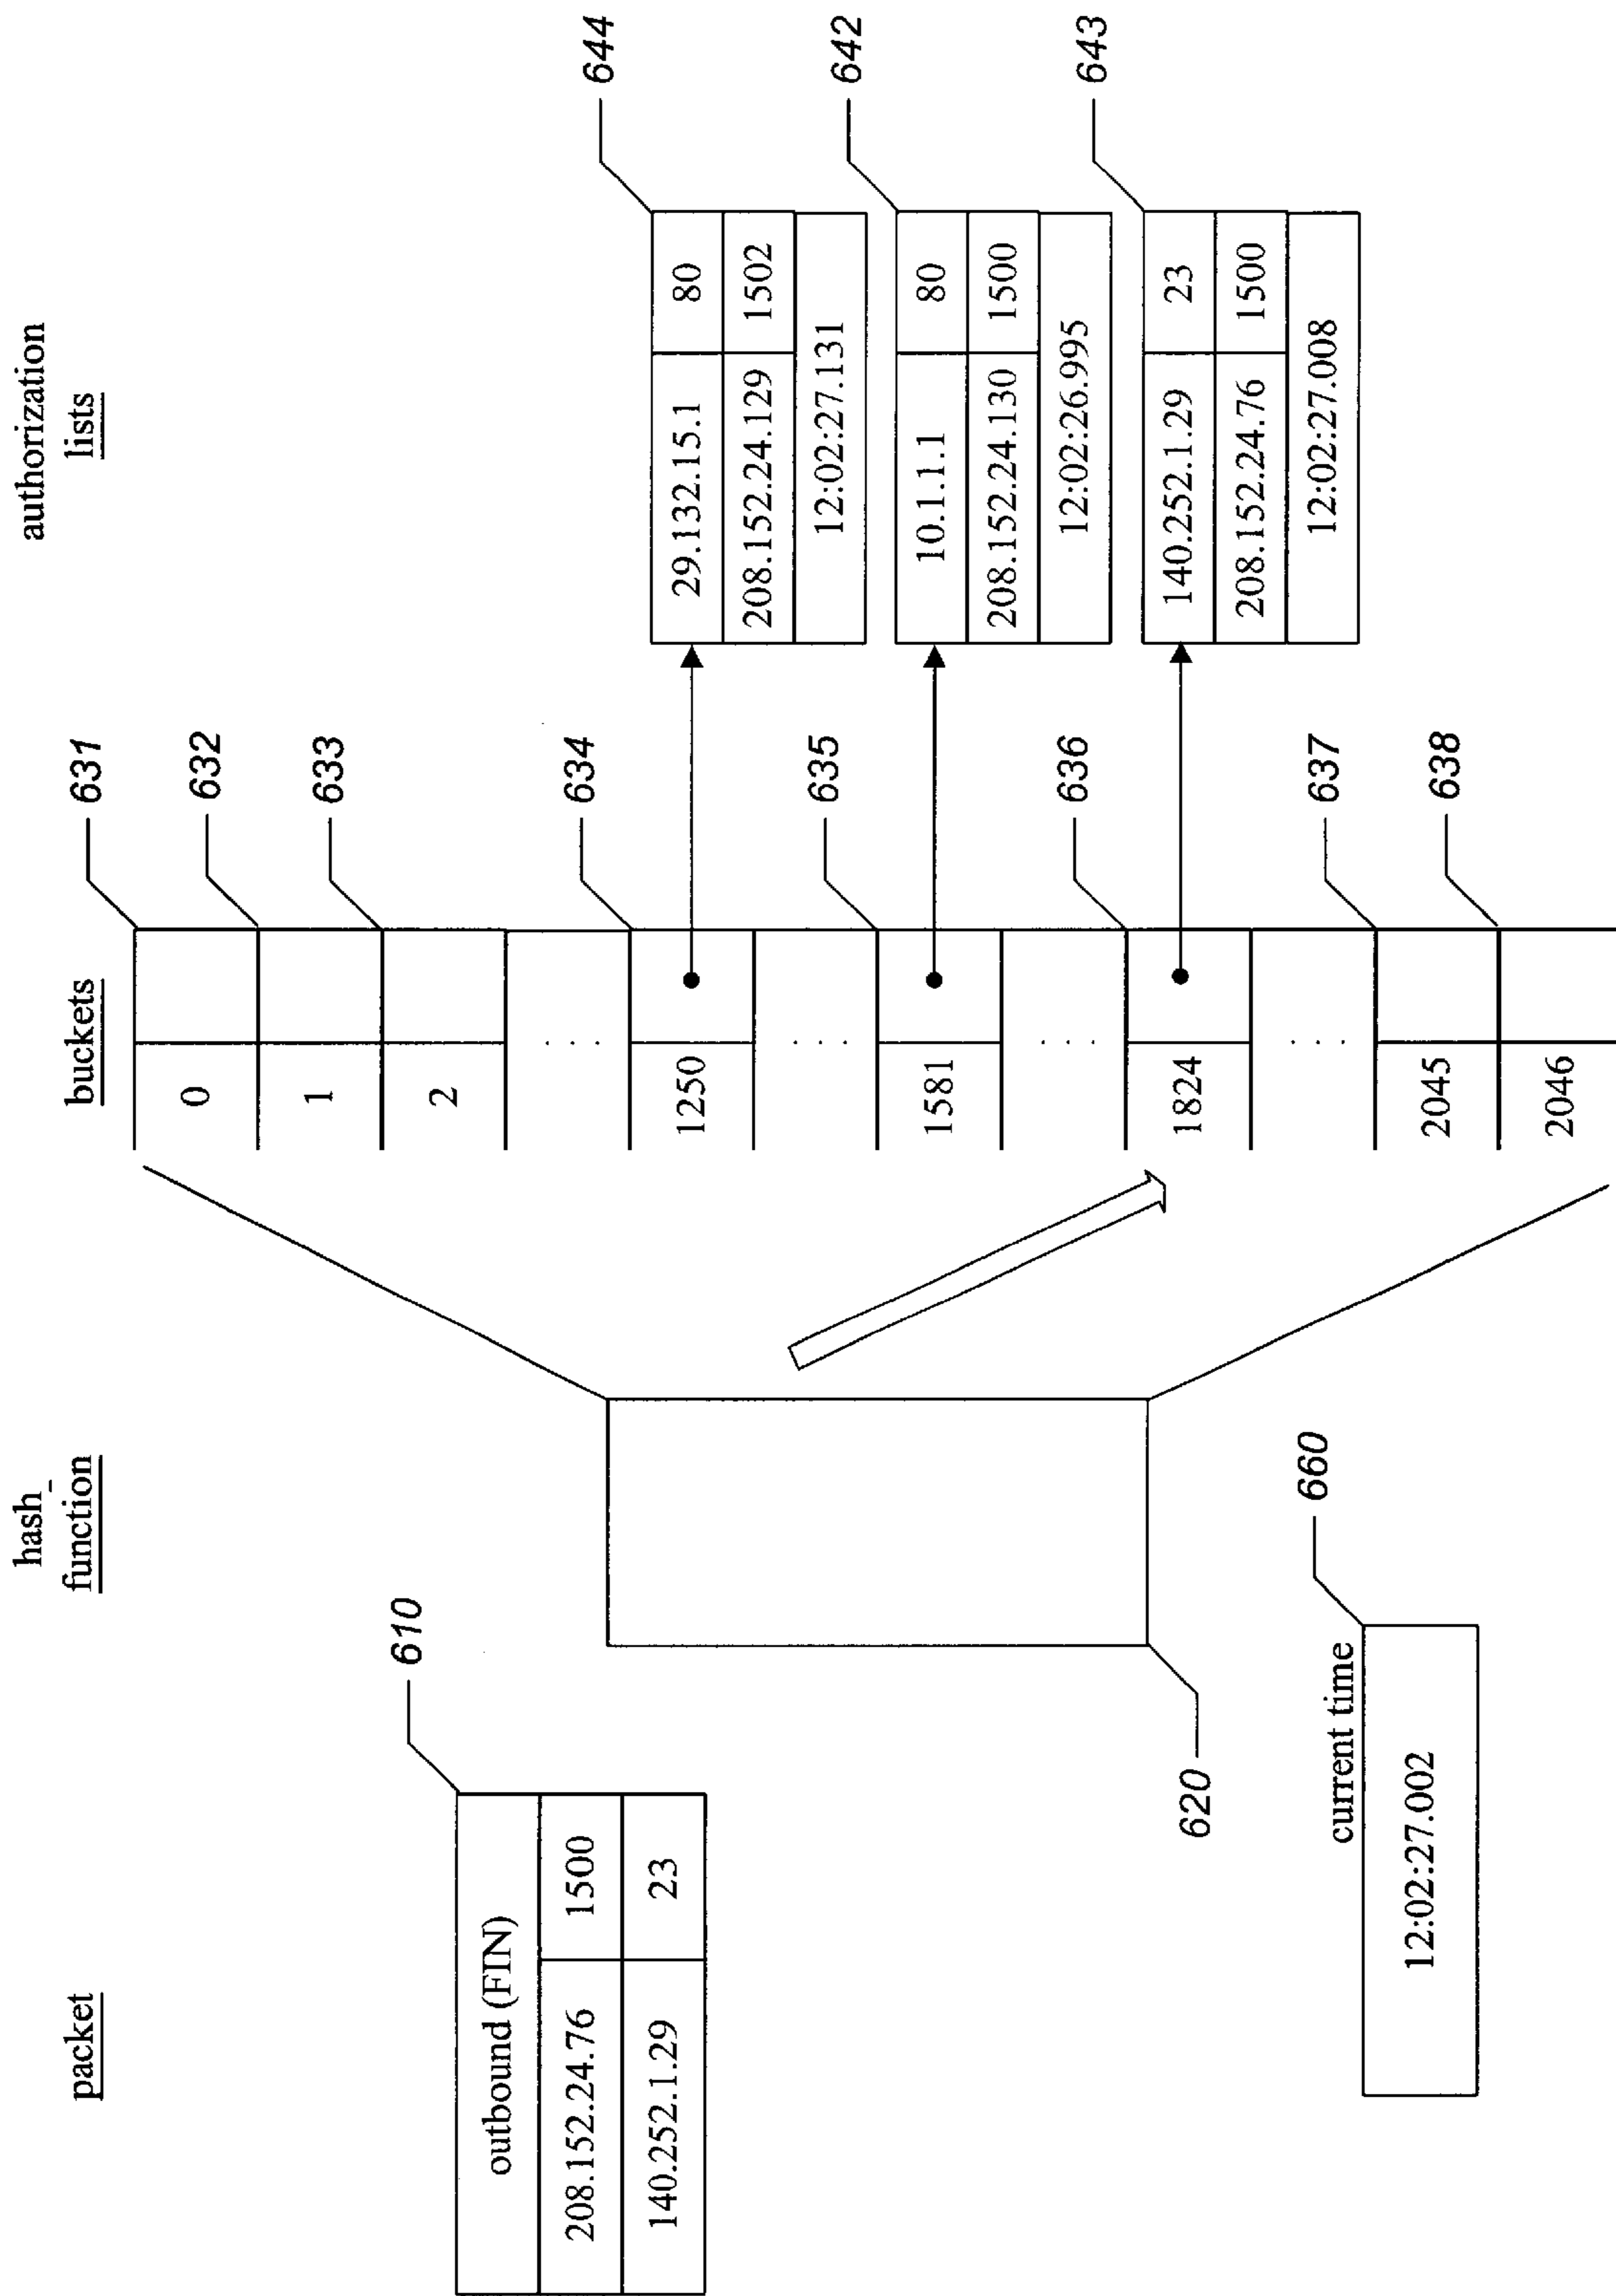 packet
hash_
function
buckets
authorization
lists
610
outbound (FIN)
208.152.24.76 1500
140.252.1.29 23
620
current time
660
12:02:27.002
631
0
632
1
633
2
. . .
634
1250
. . .
635
1581
. . .
636
1824
. . .
637
2045
638
2046
644
29.132.15.1 80
208.152.24.129 1502
12:02:27.131
642
10.1.1.1 80
208.152.24.130 1500
12:02:26.995
643
140.252.1.29 23
208.152.24.76 1500
12:02:27.008